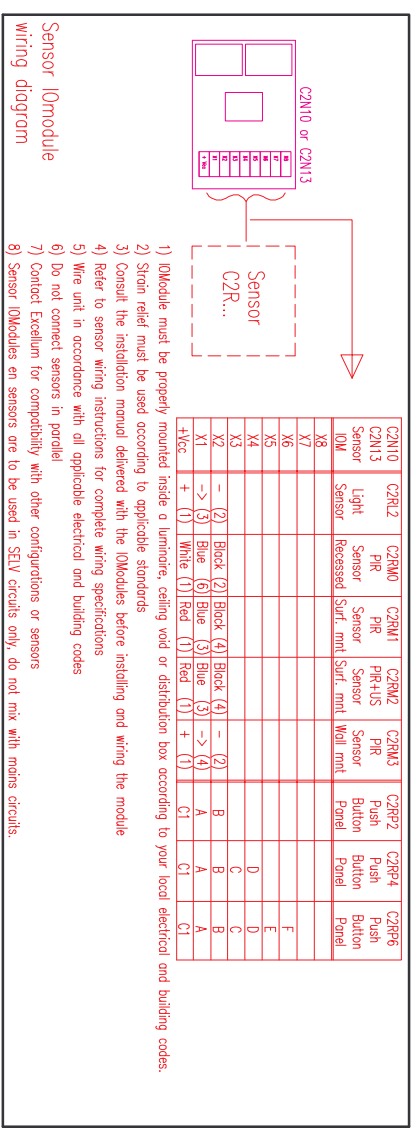 C2N10 or C2N13
X8
X7
X6
X5
X4
X3
X2
X1
+ Vcc
Sensor
C2R...
C2N10 C2RL2 C2RM0 C2RM1 C2RM2 C2RM3 C2RP2 C2RP4 C2RP6
C2N13 Light PIR PIR PIR+US PIR Push Push Push
Sensor Sensor Sensor Sensor Sensor Sensor Button Button Button
IOM Recessed Surf. mnt Surf. mnt Wall mnt Panel Panel Panel
X8
X7
X6 F
X5 E
X4 D D
X3 C C
X2 - (2) Black (2) Black (4) Black (4) - (2) B B B
X1 -> (3) Blue (6) Blue (3) Blue (3) -> (4) A A A
+Vcc + (1) White (1) Red (1) Red (1) + (1) C1 C1 C1
1) IOModule must be properly mounted inside a luminaire, ceiling void or distribution box according to your local electrical and building codes.
2) Strain relief must be used according to applicable standards
3) Consult the installation manual delivered with the IOModules before installing and wiring the module
4) Refer to sensor wiring instructions for complete wiring specifications
5) Wire unit in accordance with all applicable electrical and building codes
6) Do not connect sensors in parallel
7) Contact Excellum for compatibility with other configurations or sensors
8) Sensor IOModules en sensors are to be used in SELV circuits only, do not mix with mains circuits.
Sensor IOmodule
wiring diagram